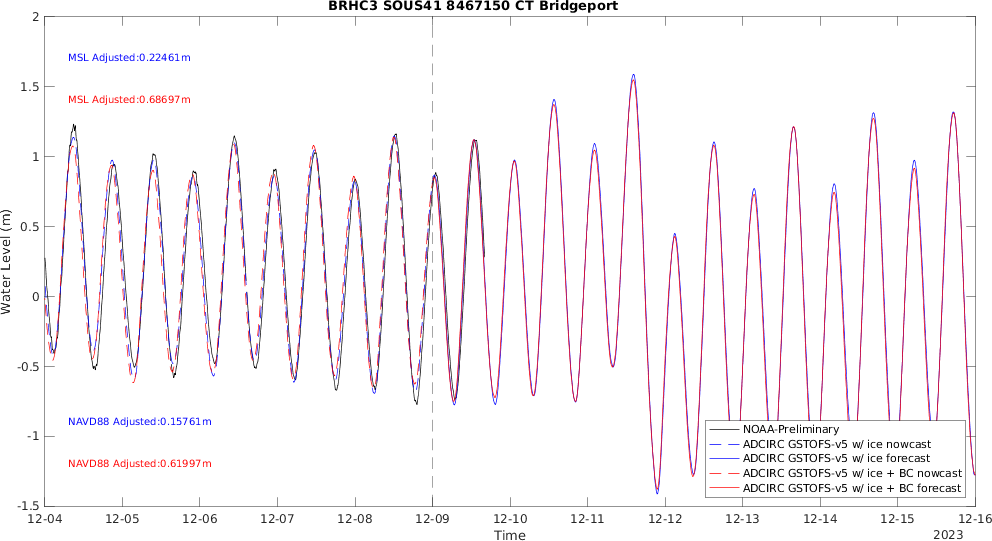 BRHC3 SOUS41 8467150 CT Bridgeport
2
1.5
1
0.5
0
-0.5
-1
-1.5
Water Level (m)
MSL Adjusted:0.22461m
MSL Adjusted:0.68697m
NAVD88 Adjusted:0.15761m
NAVD88 Adjusted:0.61997m
NOAA-Preliminary
ADCIRC GSTOFS-v5 w/ ice nowcast
ADCIRC GSTOFS-v5 w/ ice forecast
ADCIRC GSTOFS-v5 w/ ice + BC nowcast
ADCIRC GSTOFS-v5 w/ ice + BC forecast
12-04 12-05 12-06 12-07 12-08 12-09 12-10 12-11 12-12 12-13 12-14 12-15 12-16
Time
2023